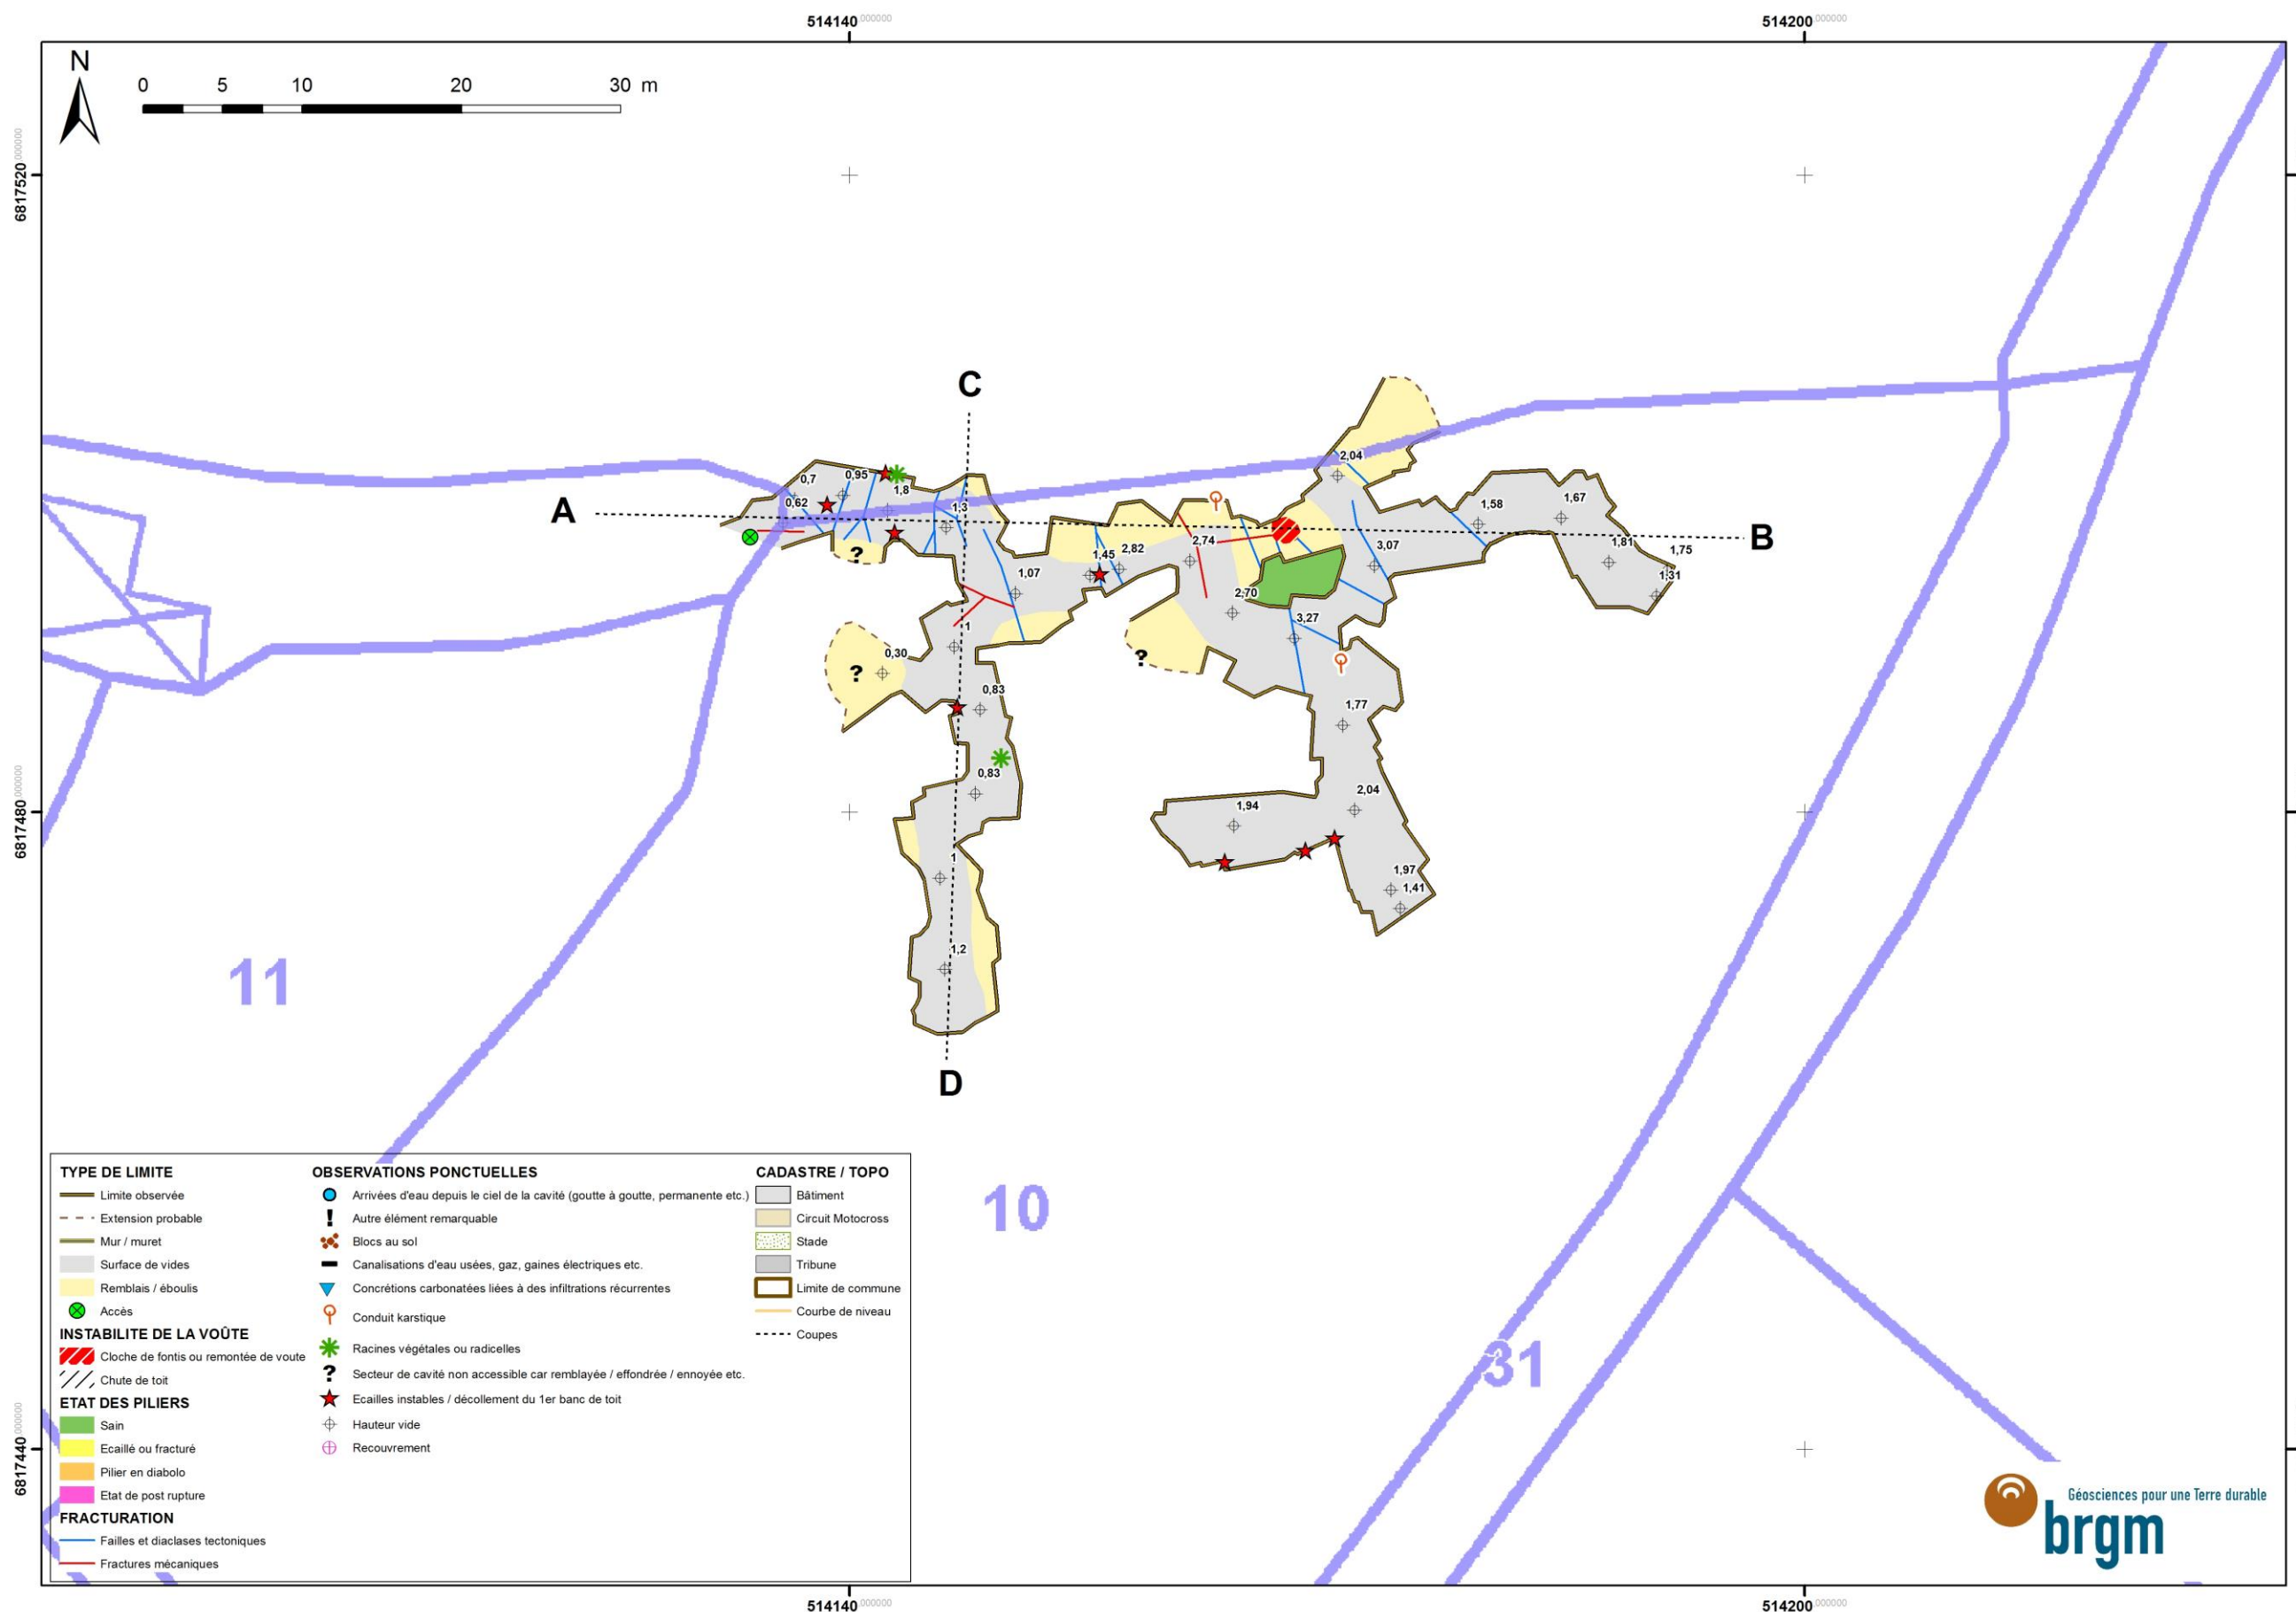 514140,000000
514200,000000
N
0 5 10 20 30 m
6817520,000000
C
2,04
0,7
0,95
1,8
0,62
1,3
A
1,58
1,67
B
?
1,45
2,82
2,74
3,07
1,81
1,75
1,31
1,07
2,70
3,27
1
0,30
?
?
0,83
1,77
0,83
2,04
1,94
6817480,000000
1
1,97
1,41
1,2
11
D
10
31
TYPE DE LIMITE
Limite observée
Extension probable
Mur / muret
Surface de vides
Remblais / éboulis
Accès
INSTABILITE DE LA VOÛTE
Cloche de fontis ou remontée de voute
Chute de toit
ETAT DES PILIERS
Sain
Ecaillé ou fracturé
Pilier en diabolo
Etat de post rupture
FRACTURATION
Failles et diaclases tectoniques
Fractures mécaniques
OBSERVATIONS PONCTUELLES
Arrivées d'eau depuis le ciel de la cavité (goutte à goutte, permanente etc.)
! Autre élément remarquable
Blocs au sol
Canalisations d'eau usées, gaz, gaines électriques etc.
Concrétions carbonatées liées à des infiltrations récurrentes
Conduit karstique
Racines végétales ou radicelles
? Secteur de cavité non accessible car remblayée / effondrée / ennoyée etc.
Ecailles instables / décollement du 1er banc de toit
Hauteur vide
Recouvrement
CADASTRE / TOPO
Bâtiment
Circuit Motocross
Stade
Tribune
Limite de commune
Courbe de niveau
Coupes
6817440,000000
Géosciences pour une Terre durable
brgm
514140,000000
514200,000000